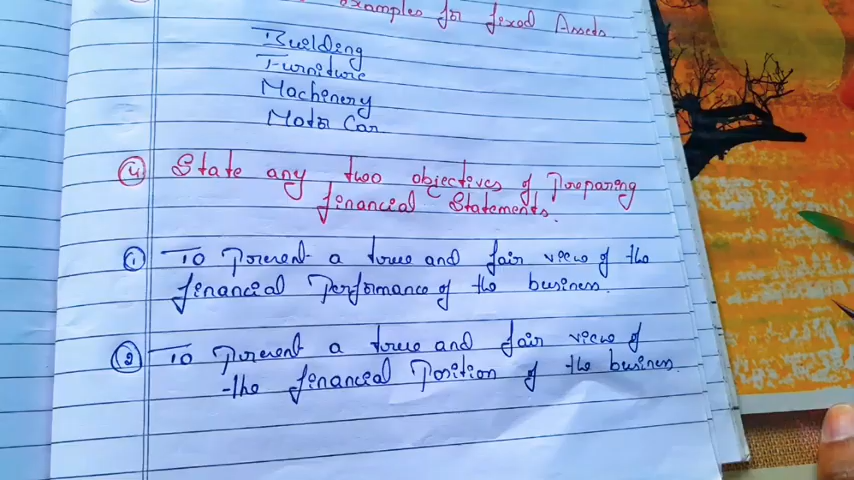 examples for fixed Assets
Building
Furniture
Machinery
Motor Car
④ State any two objectives of Preparing
financial Statements.
① To Present a true and fair view of the
financial Performance of the business.
② To Present a true and fair view of
the financial Position of the business.